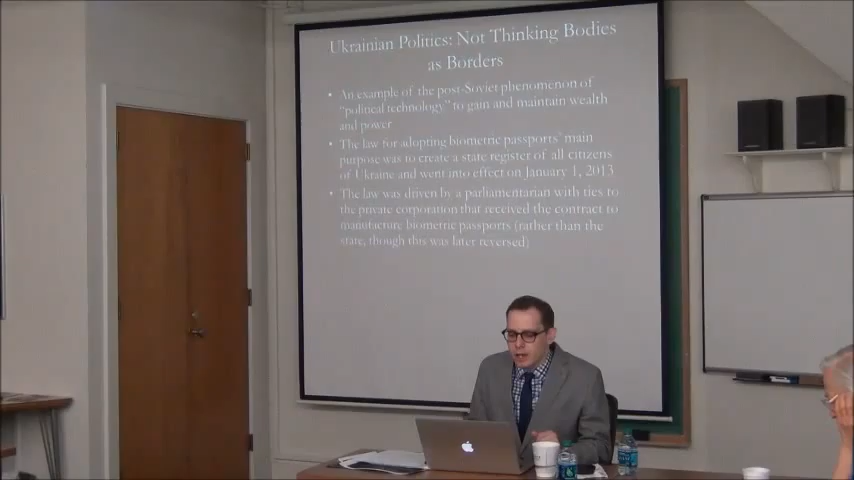 Ukrainian Politics: Not Thinking Bodies
as Borders
• An example of the post-Soviet phenomenon of
"political technology" to gain and maintain wealth
and power
• The law for adopting biometric passports' main
purpose was to create a state register of all citizens
of Ukraine and went into effect on January 1, 2013
• The law was driven by a parliamentarian with ties to
the private corporation that received the contract to
manufacture biometric passports (rather than the
state, though this was later reversed)